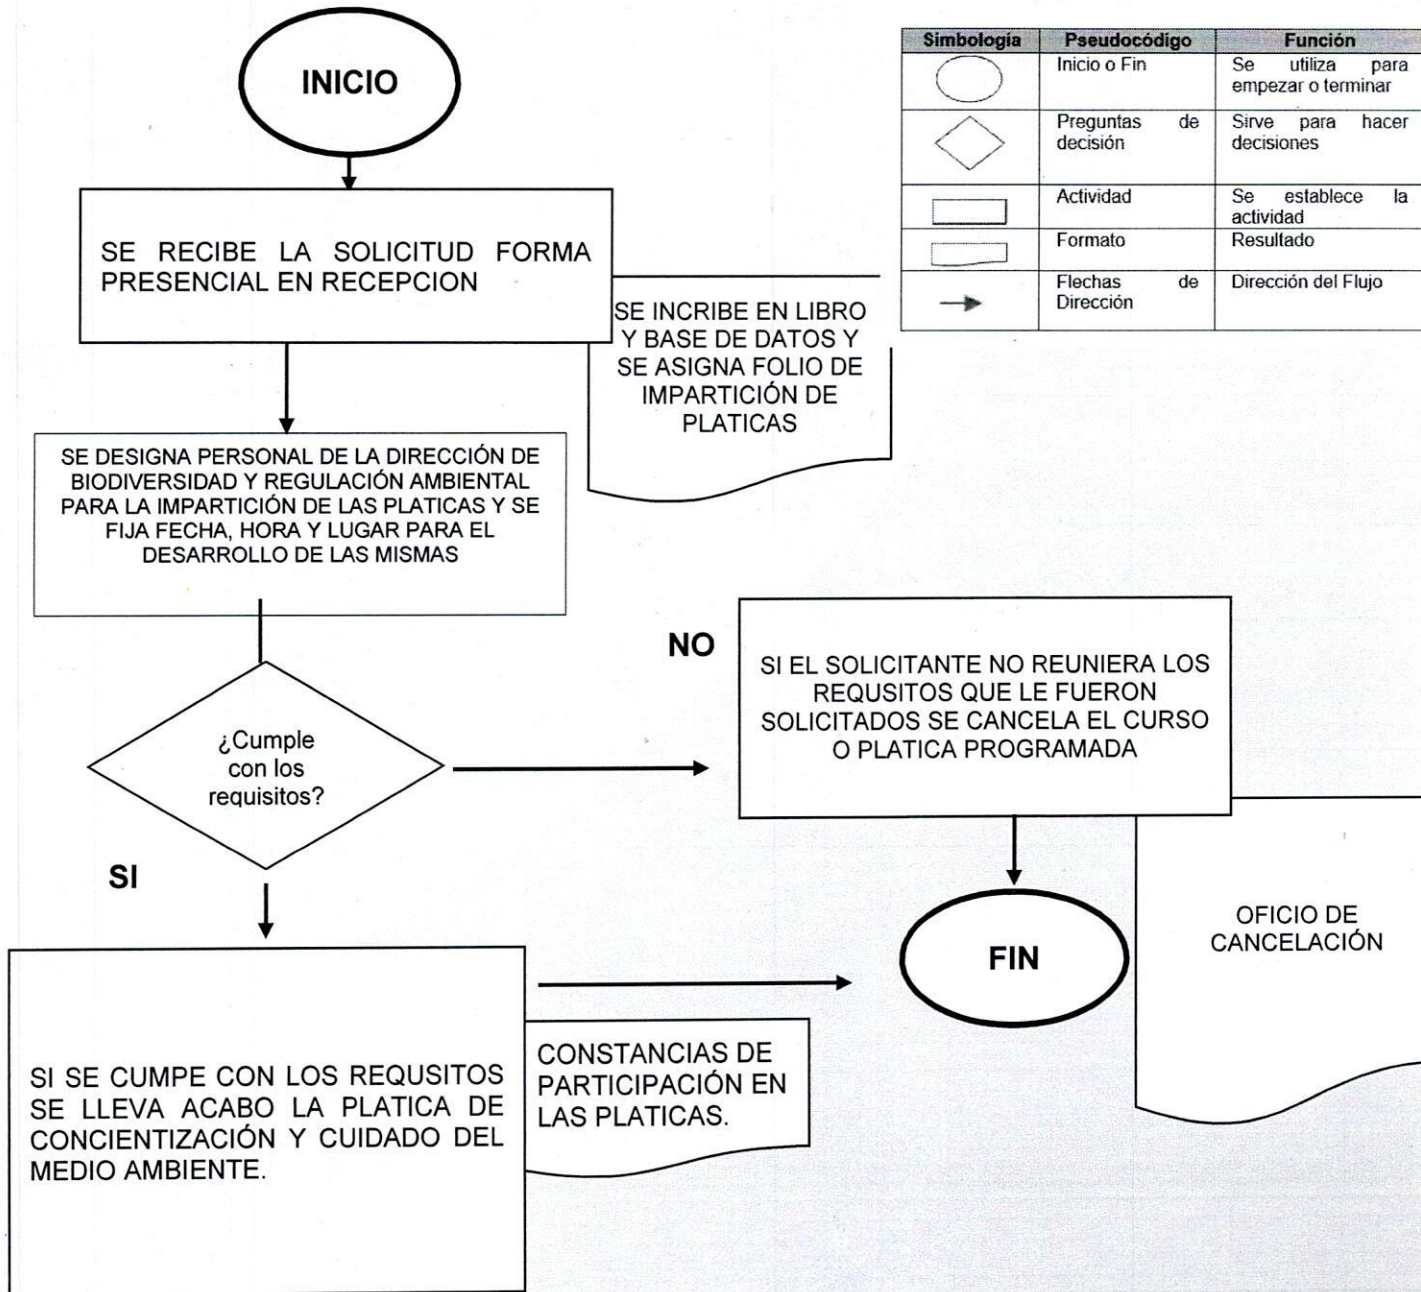 INICIO
Simbología Pseudocódigo Función
Inicio o Fin Se utiliza para
empezar o terminar
Preguntas de Sirve para hacer
decisión decisiones
Actividad Se establece la
actividad
Formato Resultado
Flechas de Dirección del Flujo
Dirección
SE RECIBE LA SOLICITUD FORMA
PRESENCIAL EN RECEPCION
SE INCRIBE EN LIBRO
Y BASE DE DATOS Y
SE ASIGNA FOLIO DE
IMPARTICIÓN DE
PLATICAS
SE DESIGNA PERSONAL DE LA DIRECCIÓN DE
BIODIVERSIDAD Y REGULACIÓN AMBIENTAL
PARA LA IMPARTICIÓN DE LAS PLATICAS Y SE
FIJA FECHA, HORA Y LUGAR PARA EL
DESARROLLO DE LAS MISMAS
¿Cumple
con los
requisitos?
NO
SI EL SOLICITANTE NO REUNIERA LOS
REQUSITOS QUE LE FUERON
SOLICITADOS SE CANCELA EL CURSO
O PLATICA PROGRAMADA
SI
OFICIO DE
CANCELACIÓN
FIN
SI SE CUMPE CON LOS REQUSITOS
SE LLEVA ACABO LA PLATICA DE
CONCIENTIZACIÓN Y CUIDADO DEL
MEDIO AMBIENTE.
CONSTANCIAS DE
PARTICIPACIÓN EN
LAS PLATICAS.